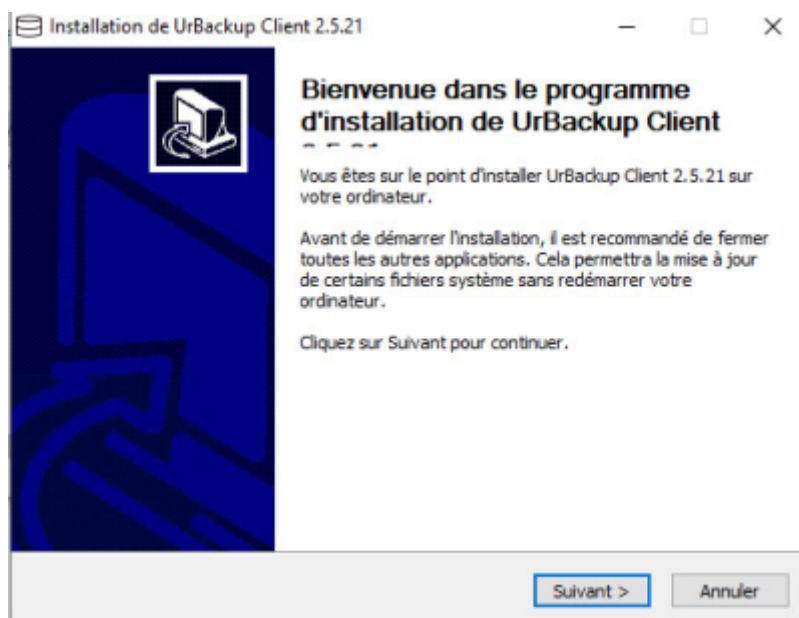 Installation de UrBackup Client 2.5.21
Bienvenue dans le programme
d'installation de UrBackup Client
Vous êtes sur le point d'installer UrBackup Client 2.5.21 sur
votre ordinateur.
Avant de démarrer l'installation, il est recommandé de fermer
toutes les autres applications. Cela permettra la mise à jour
de certains fichiers système sans redémarrer votre
ordinateur.
Cliquez sur Suivant pour continuer.
Suivant >
Annuler